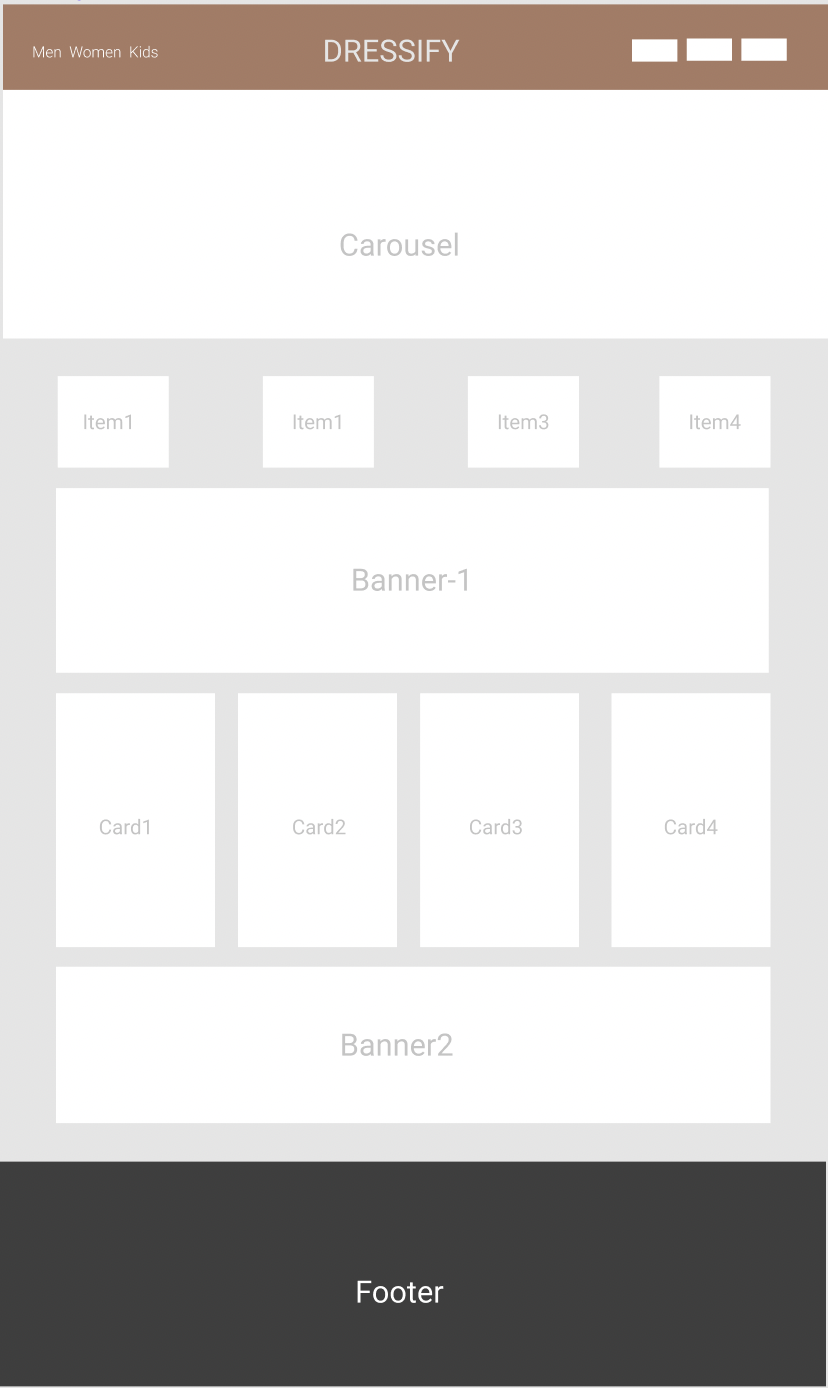 Men Women Kids
DRESSIFY
Carousel
Item1
Item1
Item3
Item4
Banner-1
Card1
Card2
Card3
Card4
Banner2
Footer